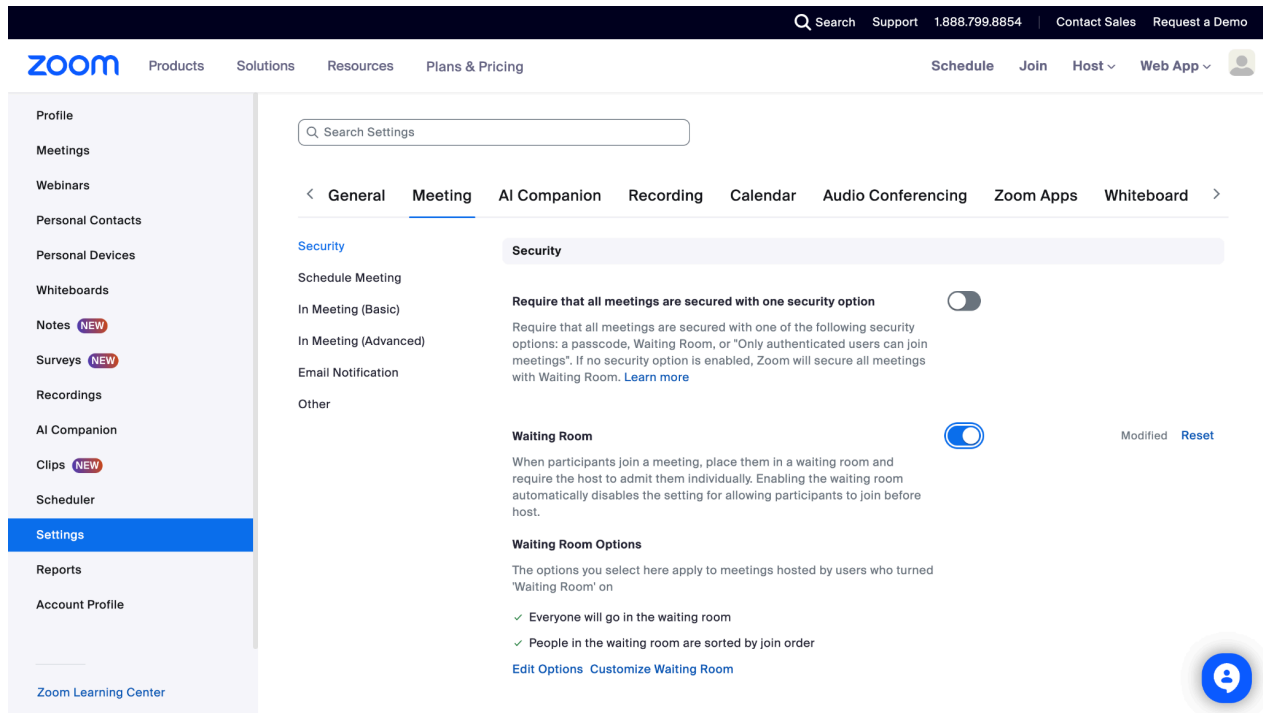 Search Support 1.888.799.8854 Contact Sales Request a Demo
zoom Products Solutions Resources Plans & Pricing Schedule Join Host Web App
Profile
Meetings
Webinars
Personal Contacts
Personal Devices
Whiteboards
Notes NEW
Surveys NEW
Recordings
AI Companion
Clips NEW
Scheduler
Settings
Reports
Account Profile
Zoom Learning Center
Search Settings
General Meeting AI Companion Recording Calendar Audio Conferencing Zoom Apps Whiteboard
Security
Schedule Meeting
In Meeting (Basic)
In Meeting (Advanced)
Email Notification
Other
Security
Require that all meetings are secured with one security option
Require that all meetings are secured with one of the following security
options: a passcode, Waiting Room, or "Only authenticated users can join
meetings". If no security option is enabled, Zoom will secure all meetings
with Waiting Room. Learn more
Waiting Room Modified Reset
When participants join a meeting, place them in a waiting room and
require the host to admit them individually. Enabling the waiting room
automatically disables the setting for allowing participants to join before
host.
Waiting Room Options
The options you select here apply to meetings hosted by users who turned
'Waiting Room' on
Everyone will go in the waiting room
People in the waiting room are sorted by join order
Edit Options Customize Waiting Room